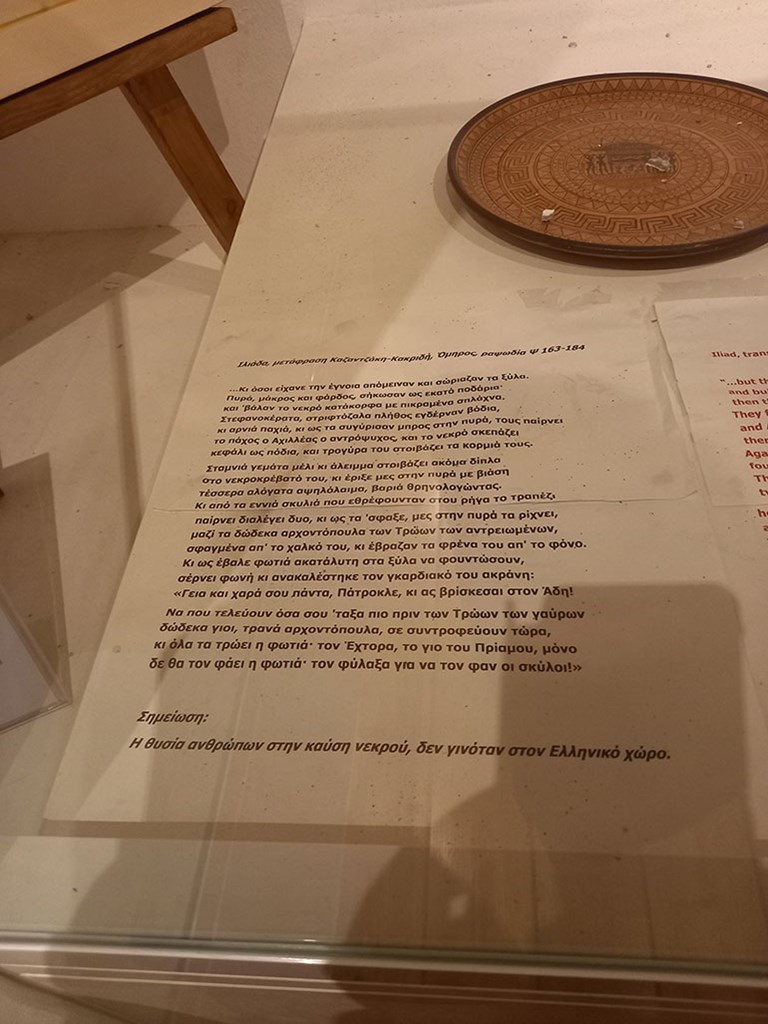 Ιλιάδα, μετάφραση Καζαντζάκη-Κακριδή, Όμηρος, ραψωδία Ψ 163-184
...Κι όσοι είχανε την έγνοια απόμειναν και σώριαζαν τα ξύλα.
Πυρά, μάκρος και φάρδος, σήκωσαν ως εκατό ποδάρια·
και 'βάλαν το νεκρό κατάκορφα με πικραμένα σπλάχνα.
Στεφανοκέρατα, στριφτόζαλα πλήθος εγδέρναν βόδια,
κι αρνιά παχιά, κι ως τα συγύρισαν μπρος στην πυρά, τους παίρνει
το πάχος ο Αχιλλέας ο αντρόψυχος, και το νεκρό σκεπάζει
κεφάλι ως πόδια, και τρογύρα του στοιβάζει τα κορμιά τους.
Σταμνιά γεμάτα μέλι κι άλειμμα στοιβάζει ακόμα δίπλα
στο νεκροκρέβατό του, κι έριξε μες στην πυρά με βιάση
τέσσερα αλόγατα αψηλόλαιμα, βαριά θρηνολογώντας.
Κι από τα εννιά σκυλιά που εθρέφουνταν στου ρήγα το τραπέζι
παίρνει διαλέγει δυο, κι ως τα 'σφαξε, μες στην πυρά τα ρίχνει,
μαζί τα δώδεκα αρχοντόπουλα των Τρώων των αντρειωμένων,
σφαγμένα απ' το χαλκό του, κι έβραζαν τα φρένα του απ' το φόνο.
Κι ως έβαλε φωτιά ακατάλυτη στα ξύλα να φουντώσουν,
σέρνει φωνή κι ανακαλέστηκε τον γκαρδιακό του ακράνη:
«Γεια και χαρά σου πάντα, Πάτροκλε, κι ας βρίσκεσαι στον Άδη!
Να που τελεύουν όσα σου 'ταξα πιο πριν των Τρώων των γαύρων
δώδεκα γιοι, τρανά αρχοντόπουλα, σε συντροφεύουν τώρα,
κι όλα τα τρώει η φωτιά· τον Έχτορα, το γιο του Πρίαμου, μόνο
δε θα τον φάει η φωτιά· τον φύλαξα για να τον φαν οι σκύλοι!»
Σημείωση:
Η θυσία ανθρώπων στην καύση νεκρού, δεν γινόταν στον Ελληνικό χώρο.
Iliad,
"...but
and
then
They
and